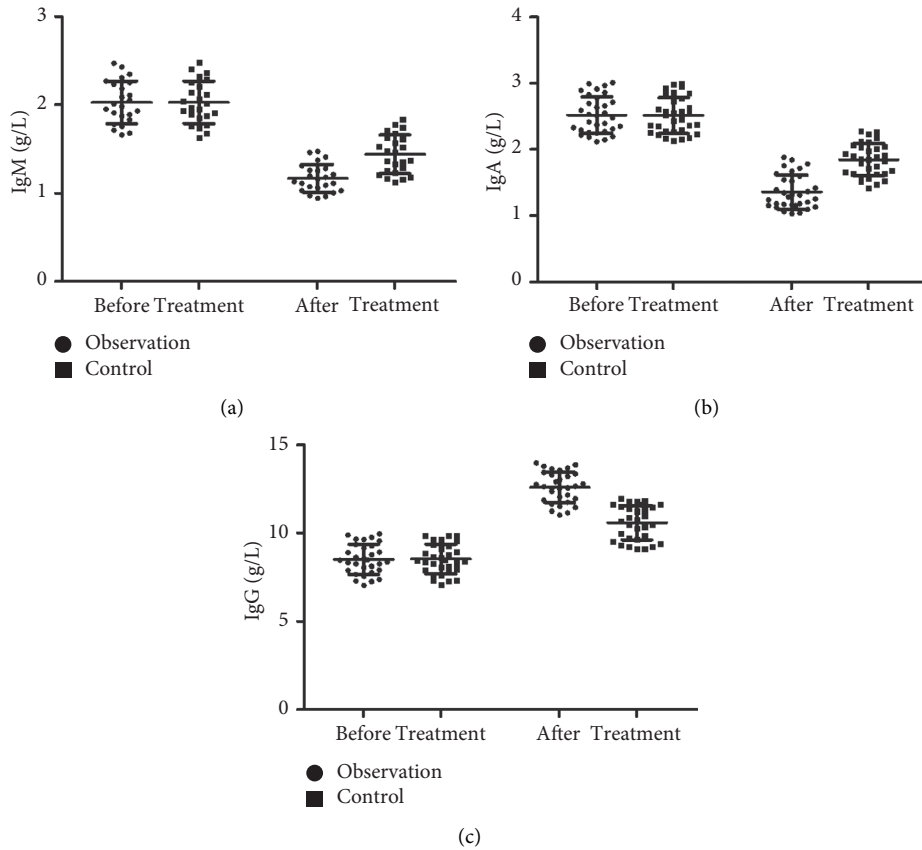 3
2
1
0
IgM (g/L)
Before Treatment
After Treatment
Observation
Control
(a)
4
3
2
1
0
IgA (g/L)
Before Treatment
After Treatment
Observation
Control
(b)
15
10
5
0
IgG (g/L)
Before Treatment
After Treatment
Observation
Control
(c)